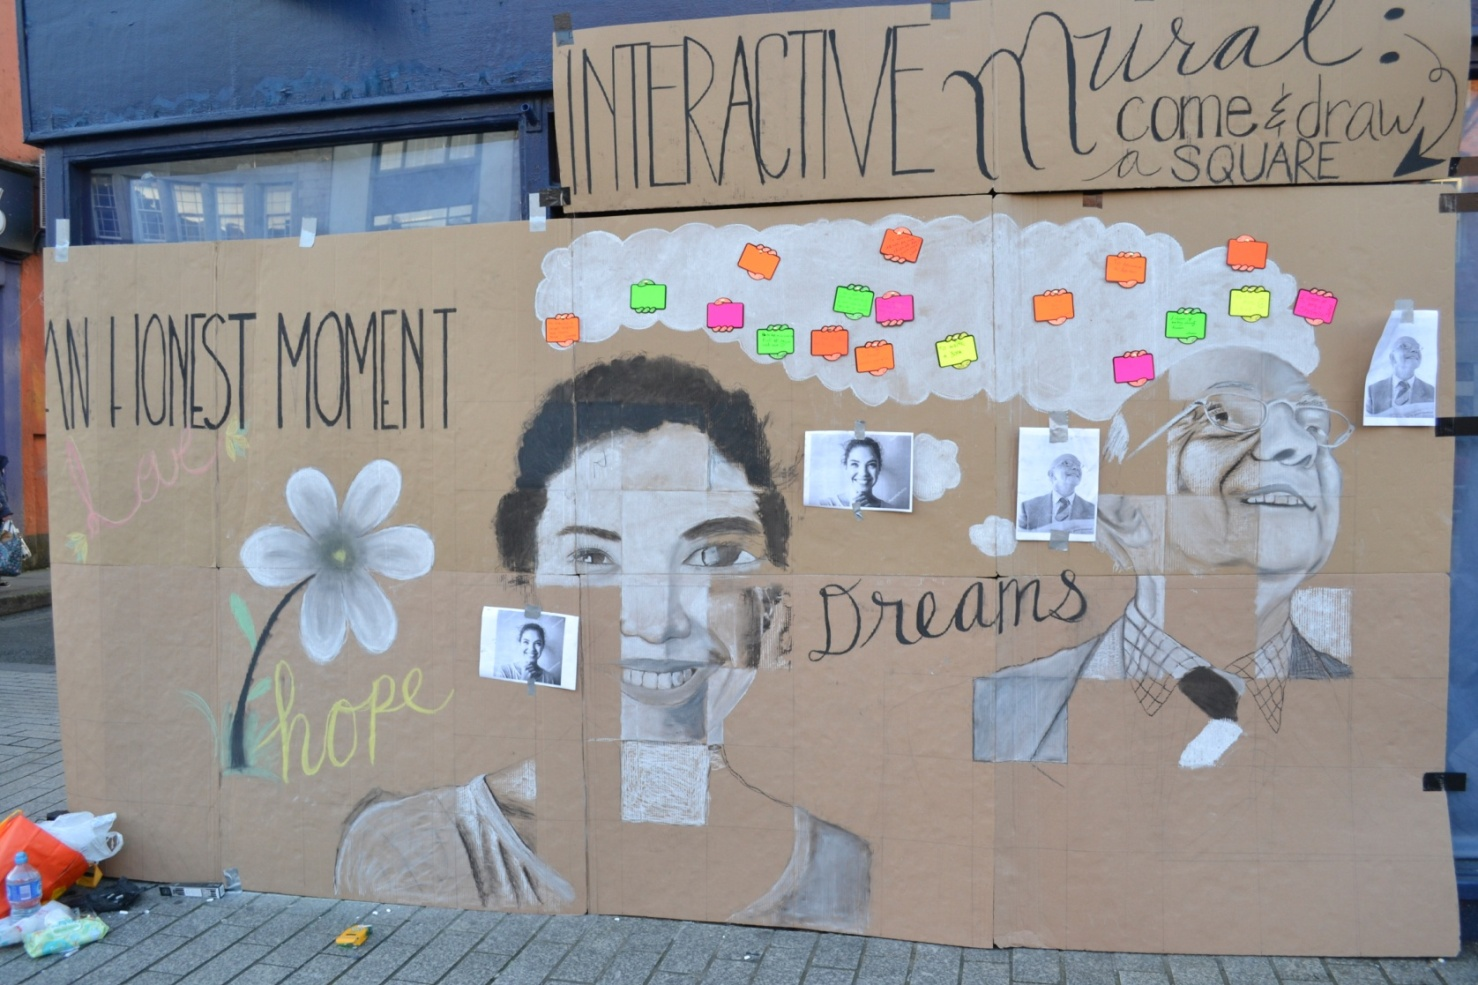 INTERACTIVE Mural:
come & draw
a SQUARE
AN HONEST MOMENT
Love
hope
Dreams